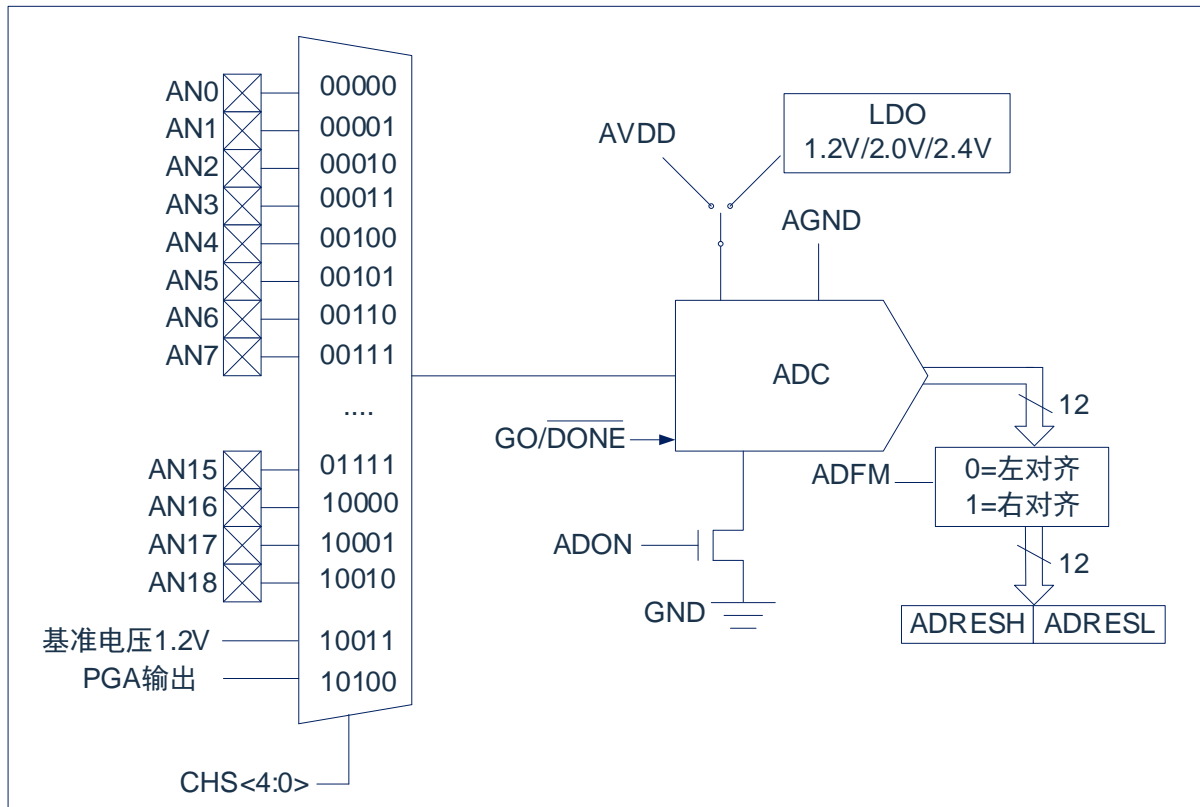 AN0
00000
AN1
00001
AN2
00010
AN3
00011
AN4
00100
AN5
00101
AN6
00110
AN7
00111
....
AN15
01111
AN16
10000
AN17
10001
AN18
10010
基准电压1.2V
10011
PGA输出
10100
CHS<4:0>
AVDD
LDO
1.2V/2.0V/2.4V
AGND
ADC
GO/DONE
12
ADFM
0=左对齐
1=右对齐
ADON
12
GND
ADRESH
ADRESL